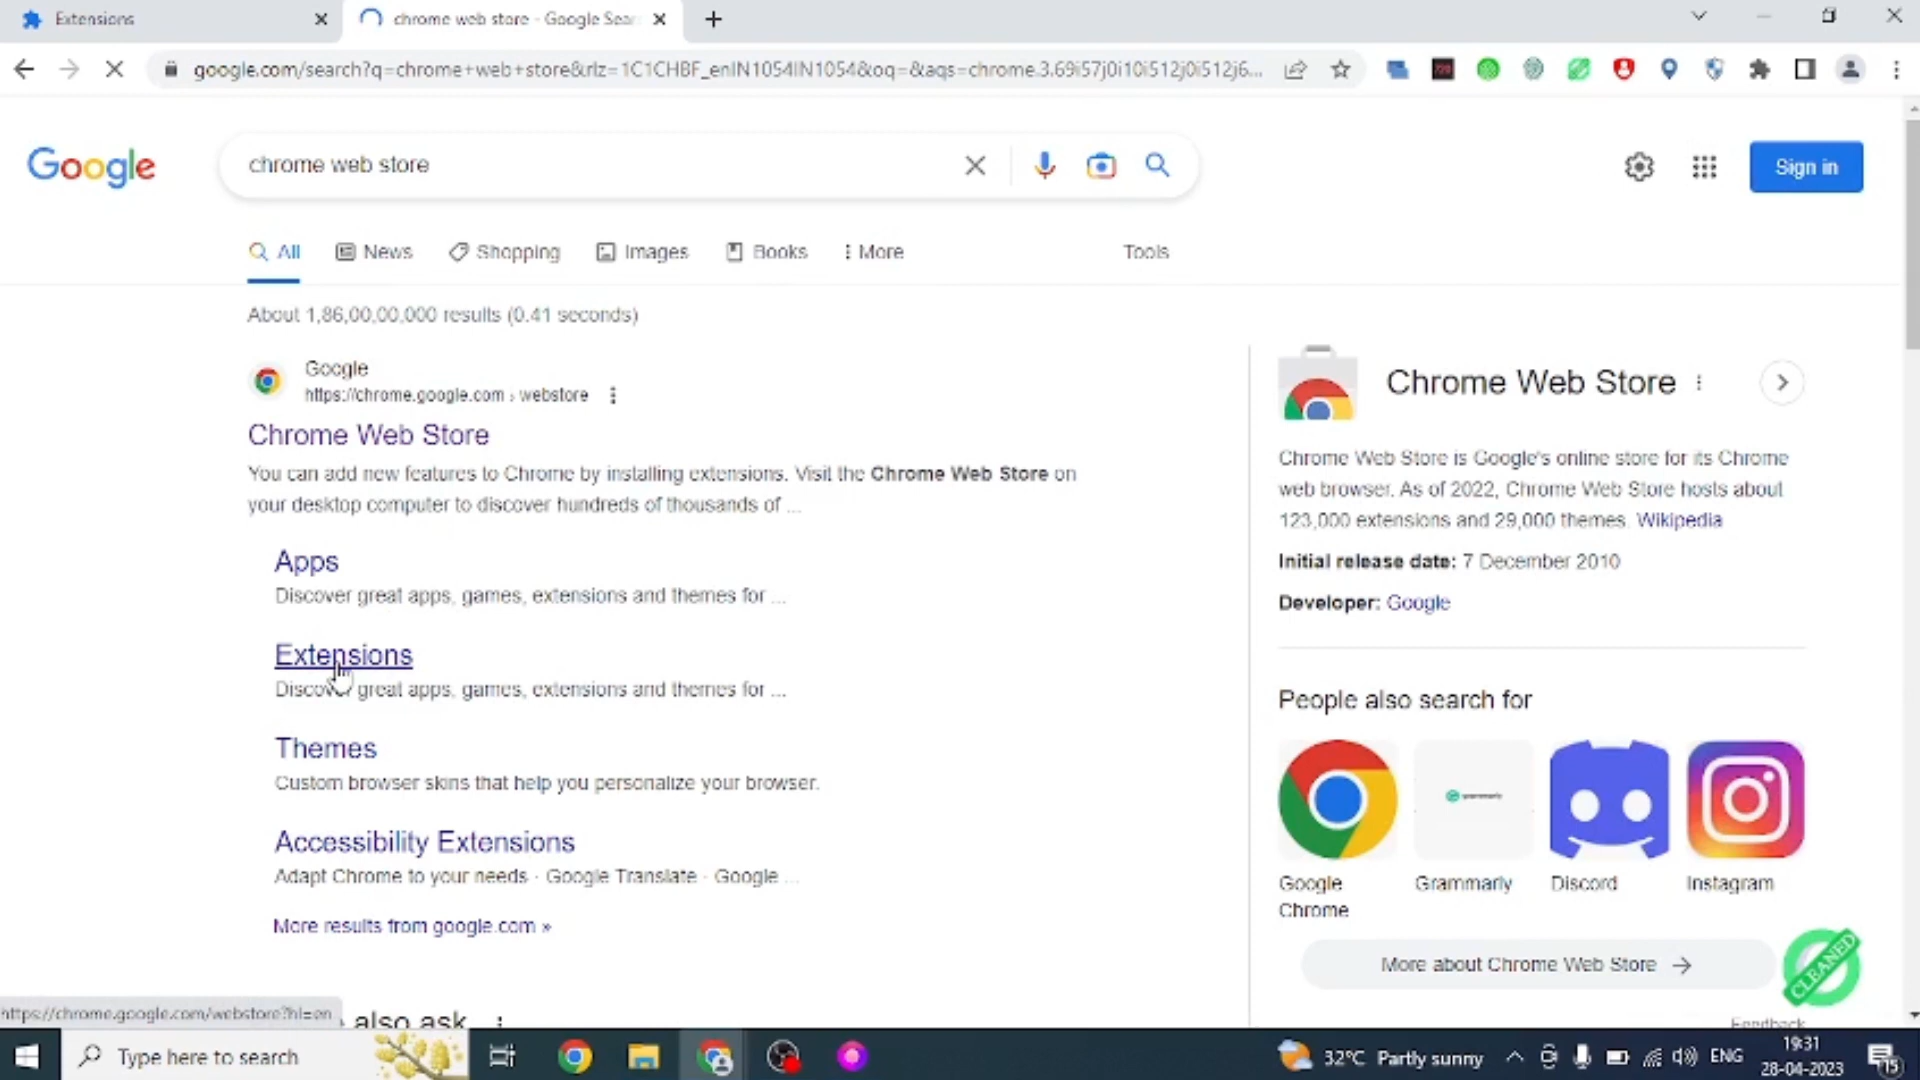 Extensions
chrome web store - Google Sear
google.com/search?q=chrome+web+store&rlz=1C1CHBF_enIN1054IN1054&oq=&aqs=chrome.3.69i57j0i10i512j0i512j6...
Google
chrome web store
Sign in
All
News
Shopping
Images
Books
More
Tools
About 1,86,00,00,000 results (0.41 seconds)
Google
https://chrome.google.com › webstore
Chrome Web Store
You can add new features to Chrome by installing extensions. Visit the Chrome Web Store on
your desktop computer to discover hundreds of thousands of ...
Apps
Discover great apps, games, extensions and themes for ...
Extensions
Discover great apps, games, extensions and themes for ...
Themes
Custom browser skins that help you personalize your browser.
Accessibility Extensions
Adapt Chrome to your needs · Google Translate · Google ...
More results from google.com »
also ask
Chrome Web Store
Chrome Web Store is Google's online store for its Chrome
web browser. As of 2022, Chrome Web Store hosts about
123,000 extensions and 29,000 themes. Wikipedia
Initial release date: 7 December 2010
Developer: Google
People also search for
grammarly
Google
Chrome
Grammarly
Discord
Instagram
More about Chrome Web Store →
CLEANED
Feedback
https://chrome.google.com/webstore?hl=en
Type here to search
32°C Partly sunny
ENG
19:31
28-04-2023
15